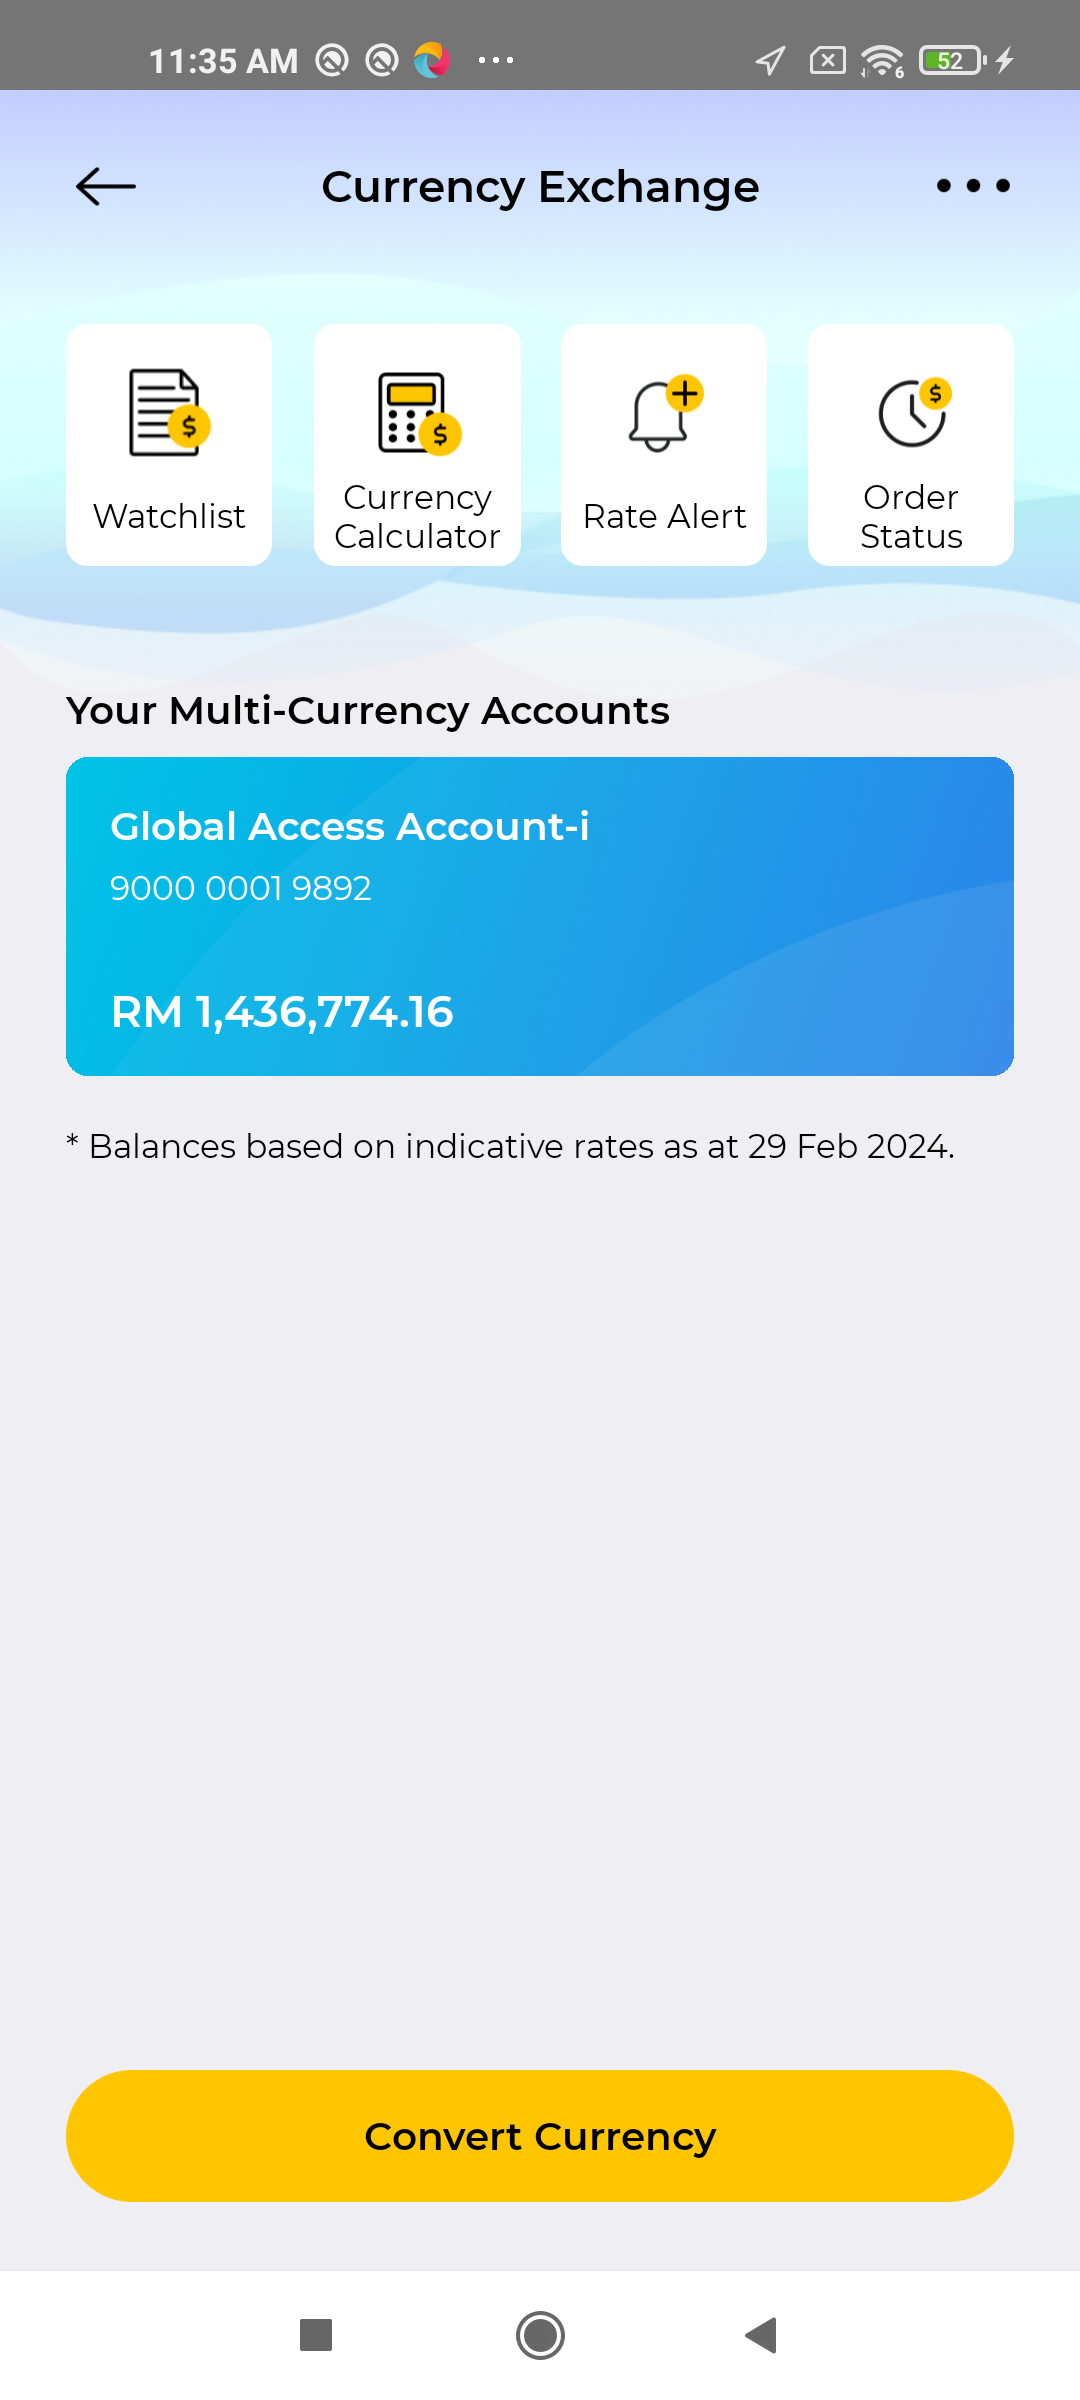 11:35 AM
6
52
Currency Exchange
Watchlist
Currency
Calculator
Rate Alert
Order
Status
Your Multi-Currency Accounts
Global Access Account-i
9000 0001 9892
RM 1,436,774.16
* Balances based on indicative rates as at 29 Feb 2024.
Convert Currency